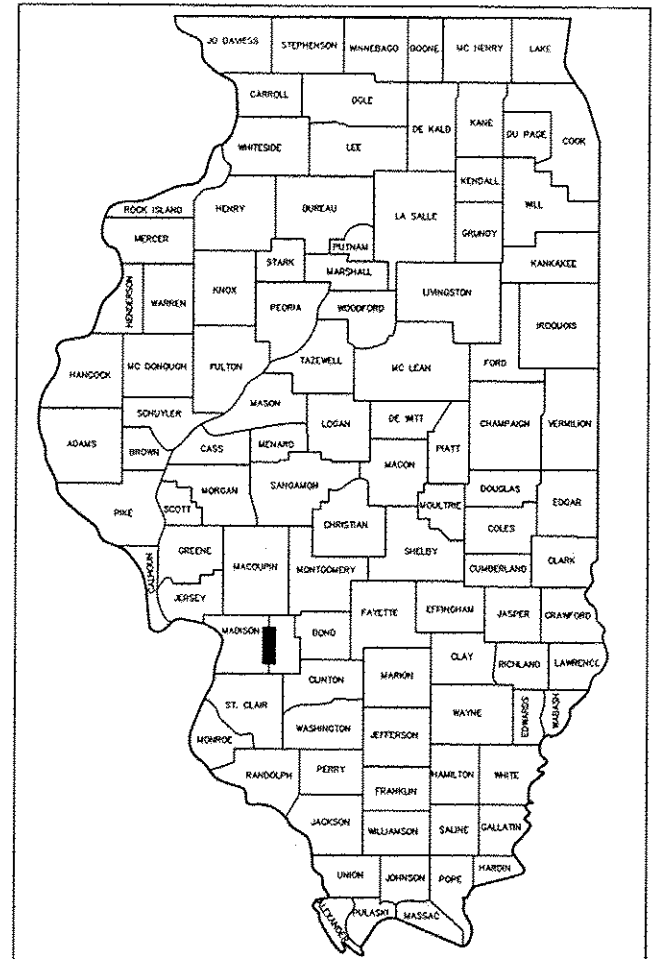 JO DAVIESS STEPHENSON WINNEBAGO BOONE MC HENRY LAKE
CARROLL OGLE DE KALB KANE DU PAGE COOK
WHITESIDE LEE KENDALL WILL
ROCK ISLAND HENRY BUREAU LA SALLE GRUNDY
MERCER PUTNAM
STARK MARSHALL KANKAKEE
HENDERSON WARREN KNOX PEORIA WOODFORD LIVINGSTON IROQUOIS
HANCOCK MC DONOUGH FULTON TAZEWELL MC LEAN FORD
SCHUYLER MASON LOGAN DE WITT CHAMPAIGN VERMILION
ADAMS BROWN CASS MENARD MACON PIATT
PIKE SCOTT MORGAN SANGAMON CHRISTIAN MOULTRIE DOUGLAS EDGAR
COLES
CALHOUN GREENE MACOUPIN MONTGOMERY SHELBY CUMBERLAND CLARK
JERSEY FAYETTE EFFINGHAM JASPER CRAWFORD
MADISON BOND CLAY RICHLAND LAWRENCE
CLINTON MARION
ST. CLAIR WAYNE EDWARDS WABASH
MONROE WASHINGTON JEFFERSON
RANDOLPH PERRY HAMILTON WHITE
FRANKLIN
JACKSON WILLIAMSON SALINE GALLATIN
UNION JOHNSON POPE HARDIN
ALEXANDER PULASKI MASSAC